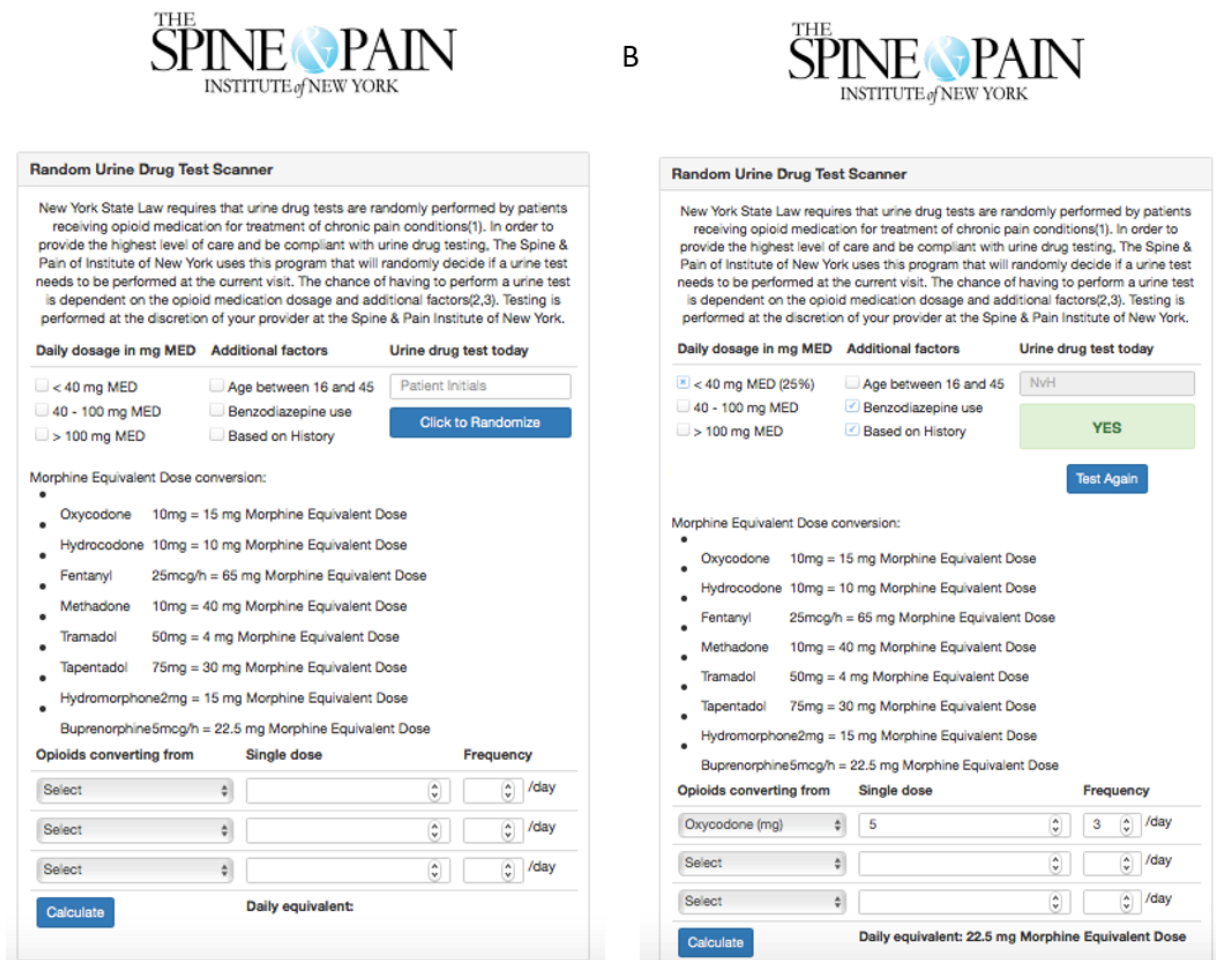 THE
SPINE & PAIN
INSTITUTE of NEW YORK
Random Urine Drug Test Scanner
New York State Law requires that urine drug tests are randomly performed by patients
receiving opioid medication for treatment of chronic pain conditions(1). In order to
provide the highest level of care and be compliant with urine drug testing, The Spine &
Pain of Institute of New York uses this program that will randomly decide if a urine test
needs to be performed at the current visit. The chance of having to perform a urine test
is dependent on the opioid medication dosage and additional factors(2,3). Testing is
performed at the discretion of your provider at the Spine & Pain Institute of New York.
Daily dosage in mg MED Additional factors Urine drug test today
< 40 mg MED Age between 16 and 45 Patient Initials
40 - 100 mg MED Benzodiazepine use Click to Randomize
> 100 mg MED Based on History
Morphine Equivalent Dose conversion:
Oxycodone 10mg = 15 mg Morphine Equivalent Dose
Hydrocodone 10mg = 10 mg Morphine Equivalent Dose
Fentanyl 25mcg/h = 65 mg Morphine Equivalent Dose
Methadone 10mg = 40 mg Morphine Equivalent Dose
Tramadol 50mg = 4 mg Morphine Equivalent Dose
Tapentadol 75mg = 30 mg Morphine Equivalent Dose
Hydromorphone2mg = 15 mg Morphine Equivalent Dose
Buprenorphine5mcg/h = 22.5 mg Morphine Equivalent Dose
Opioids converting from Single dose Frequency
Select /day
Select /day
Select /day
Calculate Daily equivalent:
B
THE
SPINE & PAIN
INSTITUTE of NEW YORK
Random Urine Drug Test Scanner
New York State Law requires that urine drug tests are randomly performed by patients
receiving opioid medication for treatment of chronic pain conditions(1). In order to
provide the highest level of care and be compliant with urine drug testing, The Spine &
Pain of Institute of New York uses this program that will randomly decide if a urine test
needs to be performed at the current visit. The chance of having to perform a urine test
is dependent on the opioid medication dosage and additional factors(2,3). Testing is
performed at the discretion of your provider at the Spine & Pain Institute of New York.
Daily dosage in mg MED Additional factors Urine drug test today
< 40 mg MED (25%) Age between 16 and 45 NvH
40 - 100 mg MED Benzodiazepine use YES
> 100 mg MED Based on History
Test Again
Morphine Equivalent Dose conversion:
Oxycodone 10mg = 15 mg Morphine Equivalent Dose
Hydrocodone 10mg = 10 mg Morphine Equivalent Dose
Fentanyl 25mcg/h = 65 mg Morphine Equivalent Dose
Methadone 10mg = 40 mg Morphine Equivalent Dose
Tramadol 50mg = 4 mg Morphine Equivalent Dose
Tapentadol 75mg = 30 mg Morphine Equivalent Dose
Hydromorphone2mg = 15 mg Morphine Equivalent Dose
Buprenorphine5mcg/h = 22.5 mg Morphine Equivalent Dose
Opioids converting from Single dose Frequency
Oxycodone (mg) 5 3 /day
Select /day
Select /day
Calculate Daily equivalent: 22.5 mg Morphine Equivalent Dose